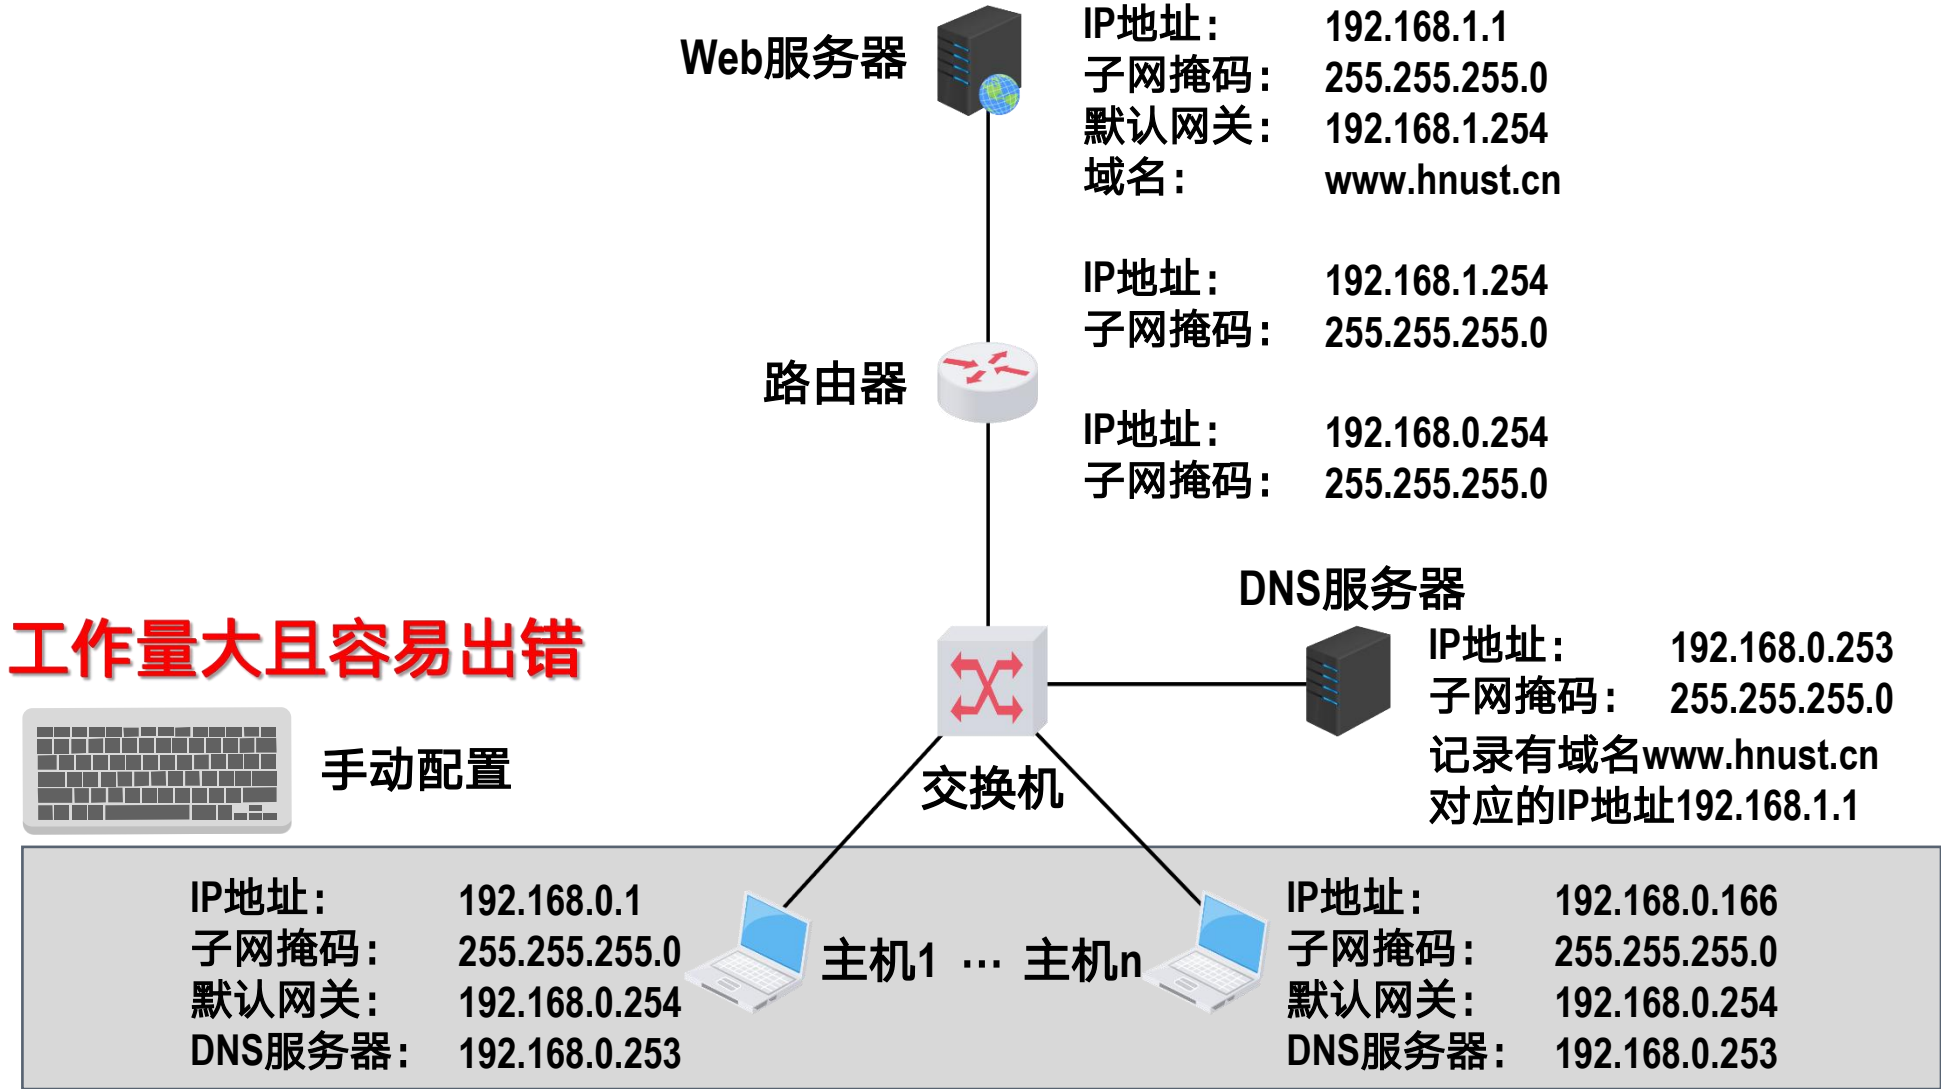 Web服务器
IP地址: 192.168.1.1
子网掩码: 255.255.255.0
默认网关: 192.168.1.254
域名: www.hnust.cn
IP地址: 192.168.1.254
子网掩码: 255.255.255.0
路由器
IP地址: 192.168.0.254
子网掩码: 255.255.255.0
DNS服务器
IP地址: 192.168.0.253
子网掩码: 255.255.255.0
记录有域名www.hnust.cn
对应的IP地址192.168.1.1
工作量大且容易出错
手动配置
交换机
IP地址: 192.168.0.1
子网掩码: 255.255.255.0
默认网关: 192.168.0.254
DNS服务器: 192.168.0.253
主机1 … 主机n
IP地址: 192.168.0.166
子网掩码: 255.255.255.0
默认网关: 192.168.0.254
DNS服务器: 192.168.0.253